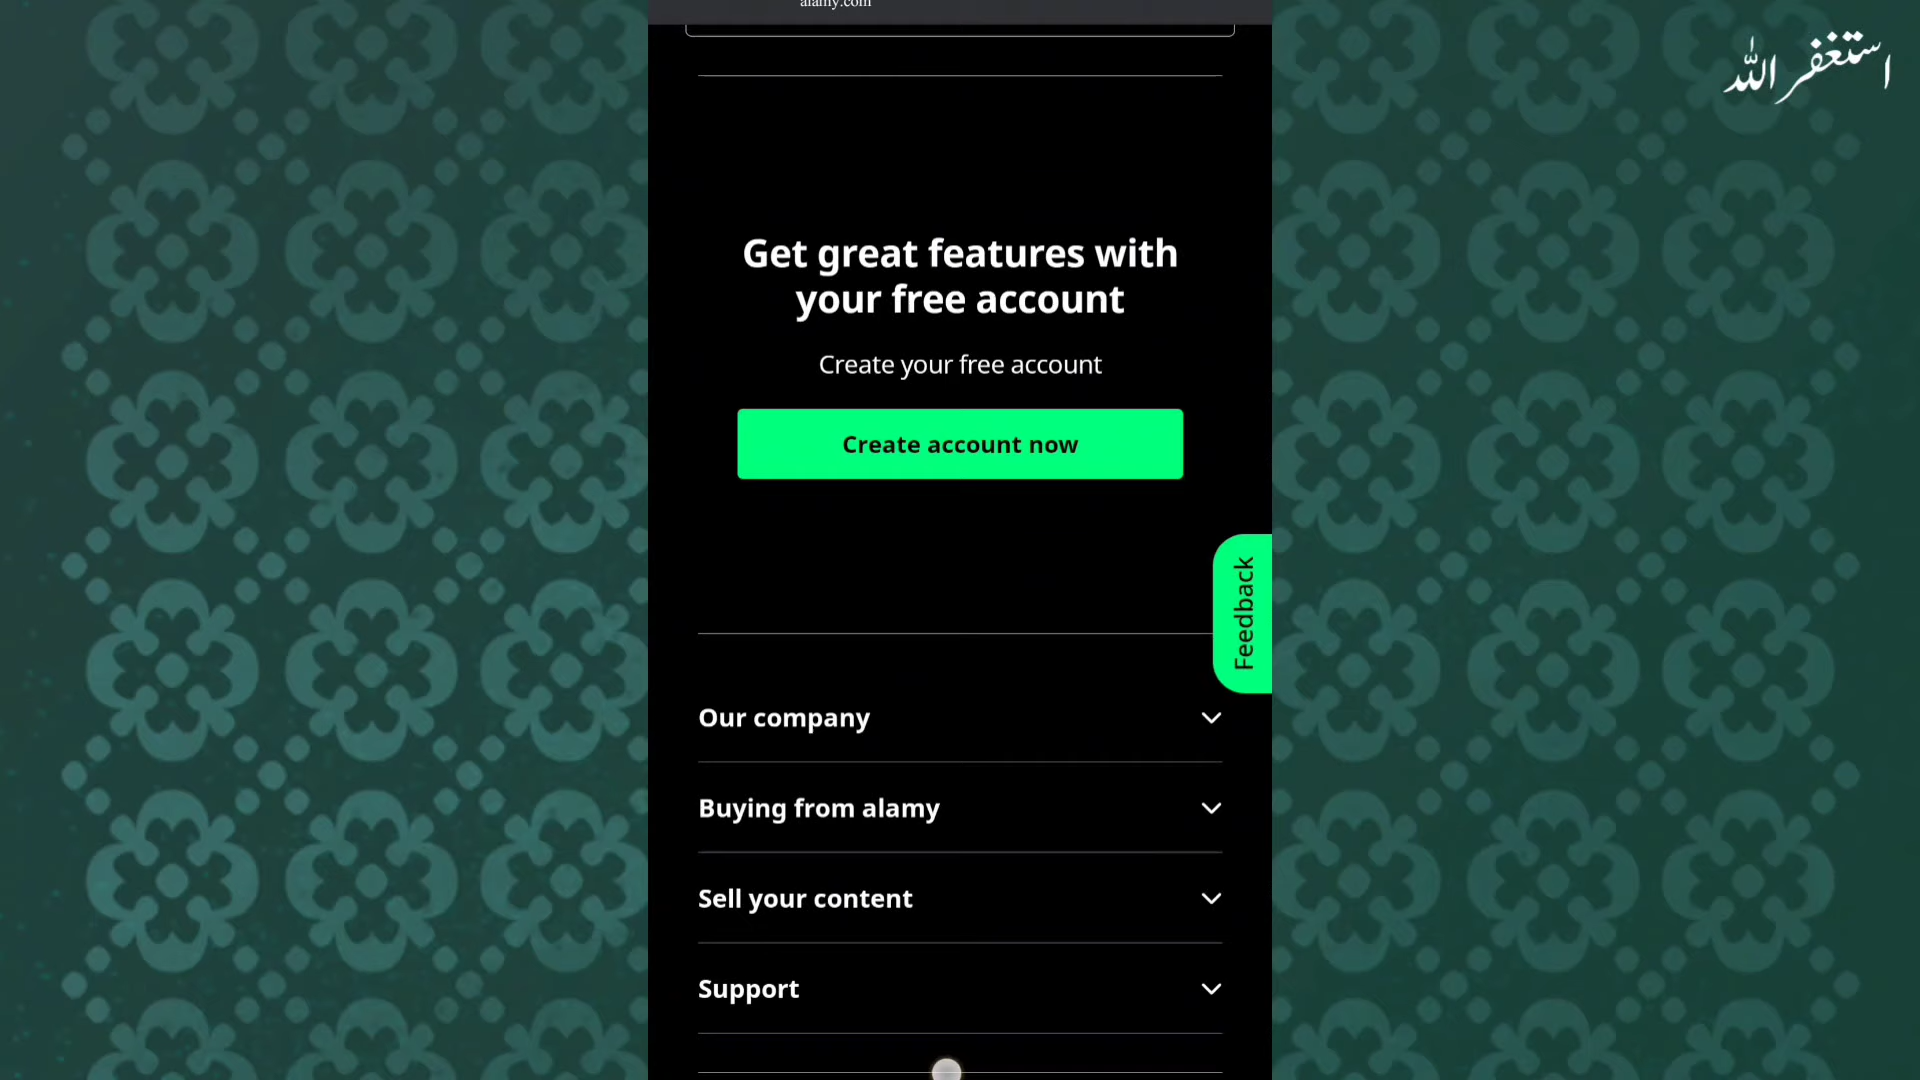 alamy.com
استغفر الله
Get great features with
your free account
Create your free account
Create account now
Feedback
Our company
Buying from alamy
Sell your content
Support